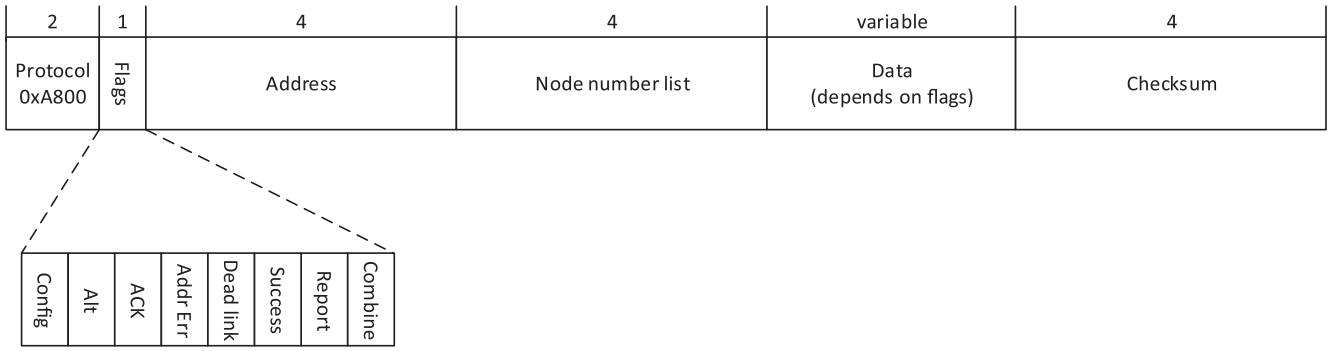 2 1 4 4 variable 4
Protocol
0xA800
Flags
Address
Node number list
Data
(depends on flags)
Checksum
Config
Alt
ACK
Addr Err
Dead link
Success
Report
Combine